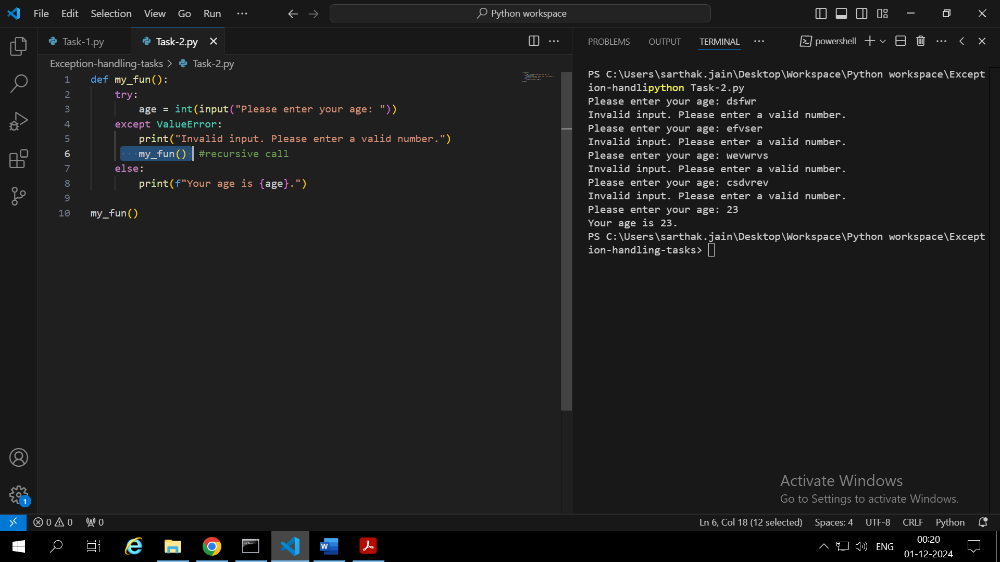 File Edit Selection View Go Run ···
Python workspace
Task-1.py
Task-2.py
Exception-handling-tasks > Task-2.py
1 def my_fun():
2 try:
3 age = int(input("Please enter your age: "))
4 except ValueError:
5 print("Invalid input. Please enter a valid number.")
6 my_fun() #recursive call
7 else:
8 print(f"Your age is {age}.")
9
10 my_fun()
PROBLEMS OUTPUT TERMINAL ···
powershell
PS C:\Users\sarthak.jain\Desktop\Workspace\Python workspace\Except
ion-handlipython Task-2.py
Please enter your age: dsfwr
Invalid input. Please enter a valid number.
Please enter your age: efvser
Invalid input. Please enter a valid number.
Please enter your age: wevwrvs
Invalid input. Please enter a valid number.
Please enter your age: csdvrev
Invalid input. Please enter a valid number.
Please enter your age: 23
Your age is 23.
PS C:\Users\sarthak.jain\Desktop\Workspace\Python workspace\Except
ion-handling-tasks>
Activate Windows
Go to Settings to activate Windows.
1
0 0 0
Ln 6, Col 18 (12 selected) Spaces: 4 UTF-8 CRLF Python
ENG
00:20
01-12-2024